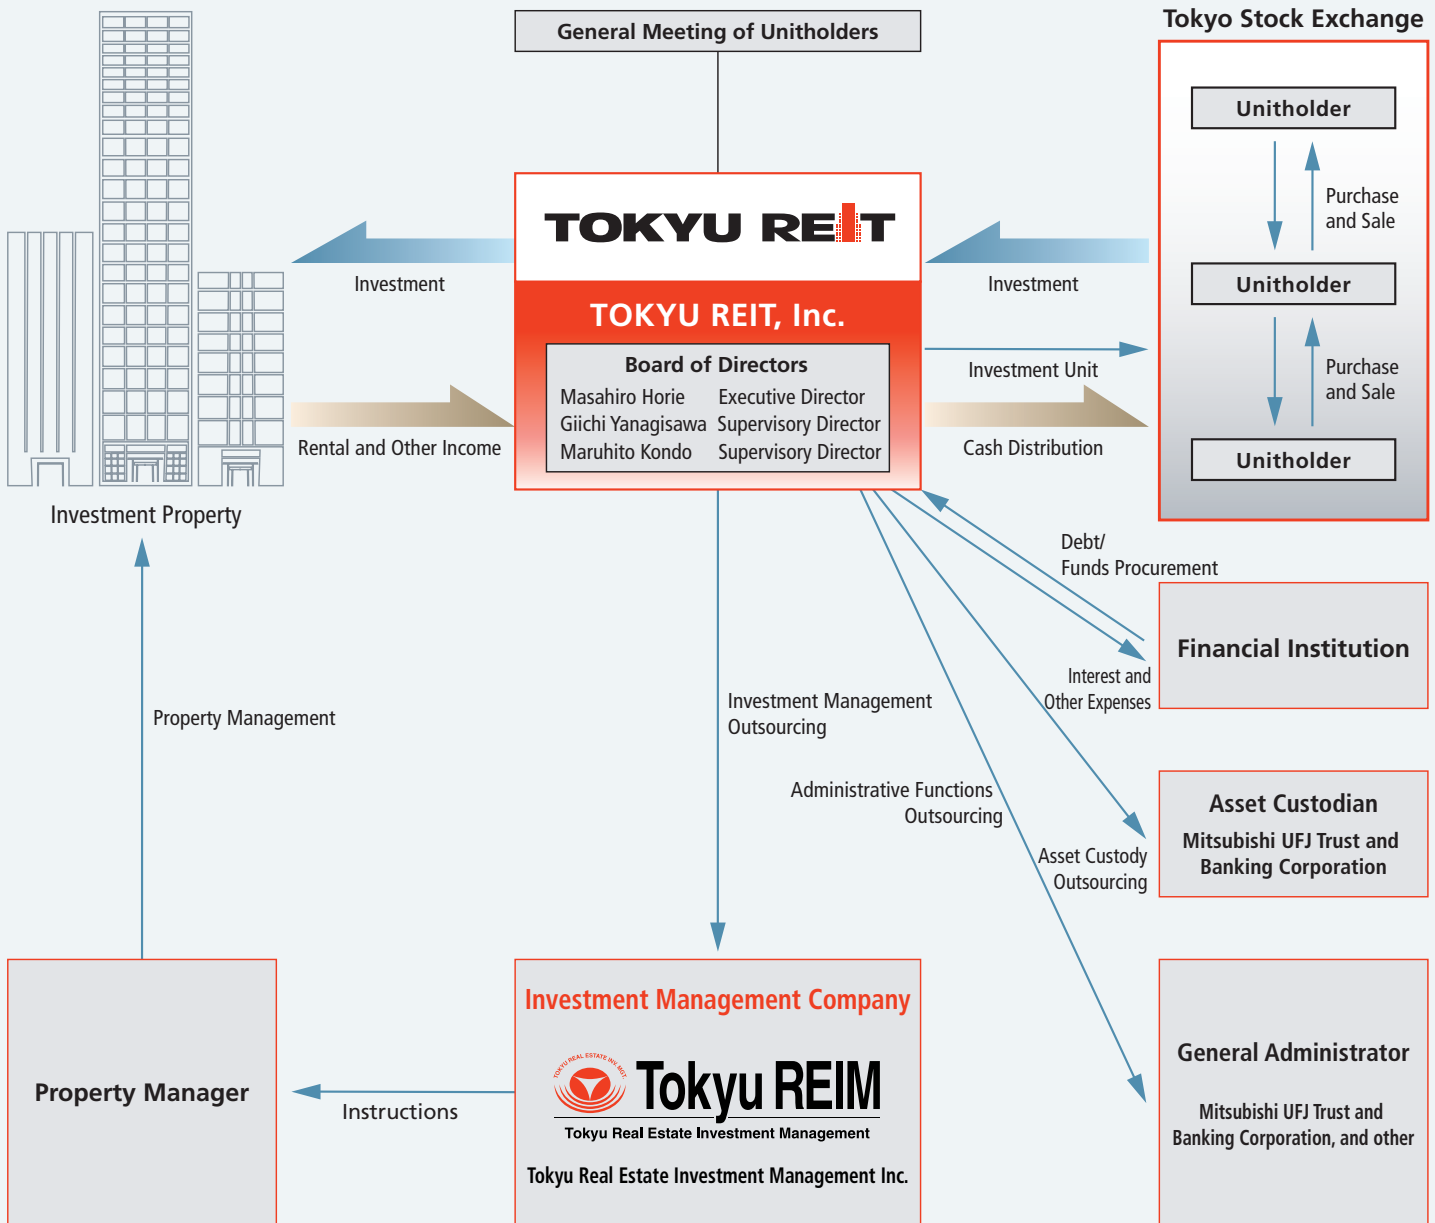 General Meeting of Unitholders
Tokyo Stock Exchange
Unitholder
Purchase
and Sale
Unitholder
Purchase
and Sale
Unitholder
TOKYU REIT
TOKYU REIT, Inc.
Board of Directors
Masahiro Horie Executive Director
Giichi Yanagisawa Supervisory Director
Maruhito Kondo Supervisory Director
Investment
Rental and Other Income
Investment Property
Investment
Investment Unit
Cash Distribution
Debt/
Funds Procurement
Financial Institution
Interest and
Other Expenses
Property Management
Investment Management
Outsourcing
Administrative Functions
Outsourcing
Asset Custody
Outsourcing
Asset Custodian
Mitsubishi UFJ Trust and
Banking Corporation
Property Manager
Instructions
Investment Management Company
TOKYU REAL ESTATE INV. MGT.
Tokyu REIM
Tokyu Real Estate Investment Management
Tokyu Real Estate Investment Management Inc.
General Administrator
Mitsubishi UFJ Trust and
Banking Corporation, and other